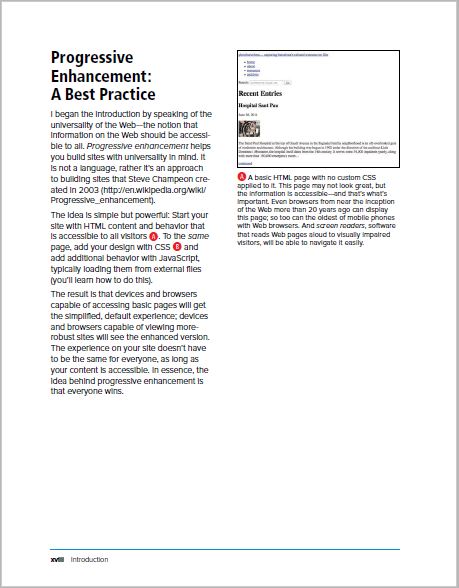 Progressive
Enhancement:
A Best Practice
I began the introduction by speaking of the
universality of the Web—the notion that
information on the Web should be accessi-
ble to all. Progressive enhancement helps
you build sites with universality in mind. It
is not a language, rather it's an approach
to building sites that Steve Champeon cre-
ated in 2003 (http://en.wikipedia.org/wiki/
Progressive_enhancement).
The idea is simple but powerful: Start your
site with HTML content and behavior that
is accessible to all visitors A. To the same
page, add your design with CSS B and
add additional behavior with JavaScript,
typically loading them from external files
(you'll learn how to do this).
The result is that devices and browsers
capable of accessing basic pages will get
the simplified, default experience; devices
and browsers capable of viewing more-
robust sites will see the enhanced version.
The experience on your site doesn't have
to be the same for everyone, as long as
your content is accessible. In essence, the
idea behind progressive enhancement is
that everyone wins.
Recent Entries
Hospital Sant Pau
A A basic HTML page with no custom CSS
applied to it. This page may not look great, but
the information is accessible—and that's what's
important. Even browsers from near the inception
of the Web more than 20 years ago can display
this page; so too can the oldest of mobile phones
with Web browsers. And screen readers, software
that reads Web pages aloud to visually impaired
visitors, will be able to navigate it easily.
xviii Introduction